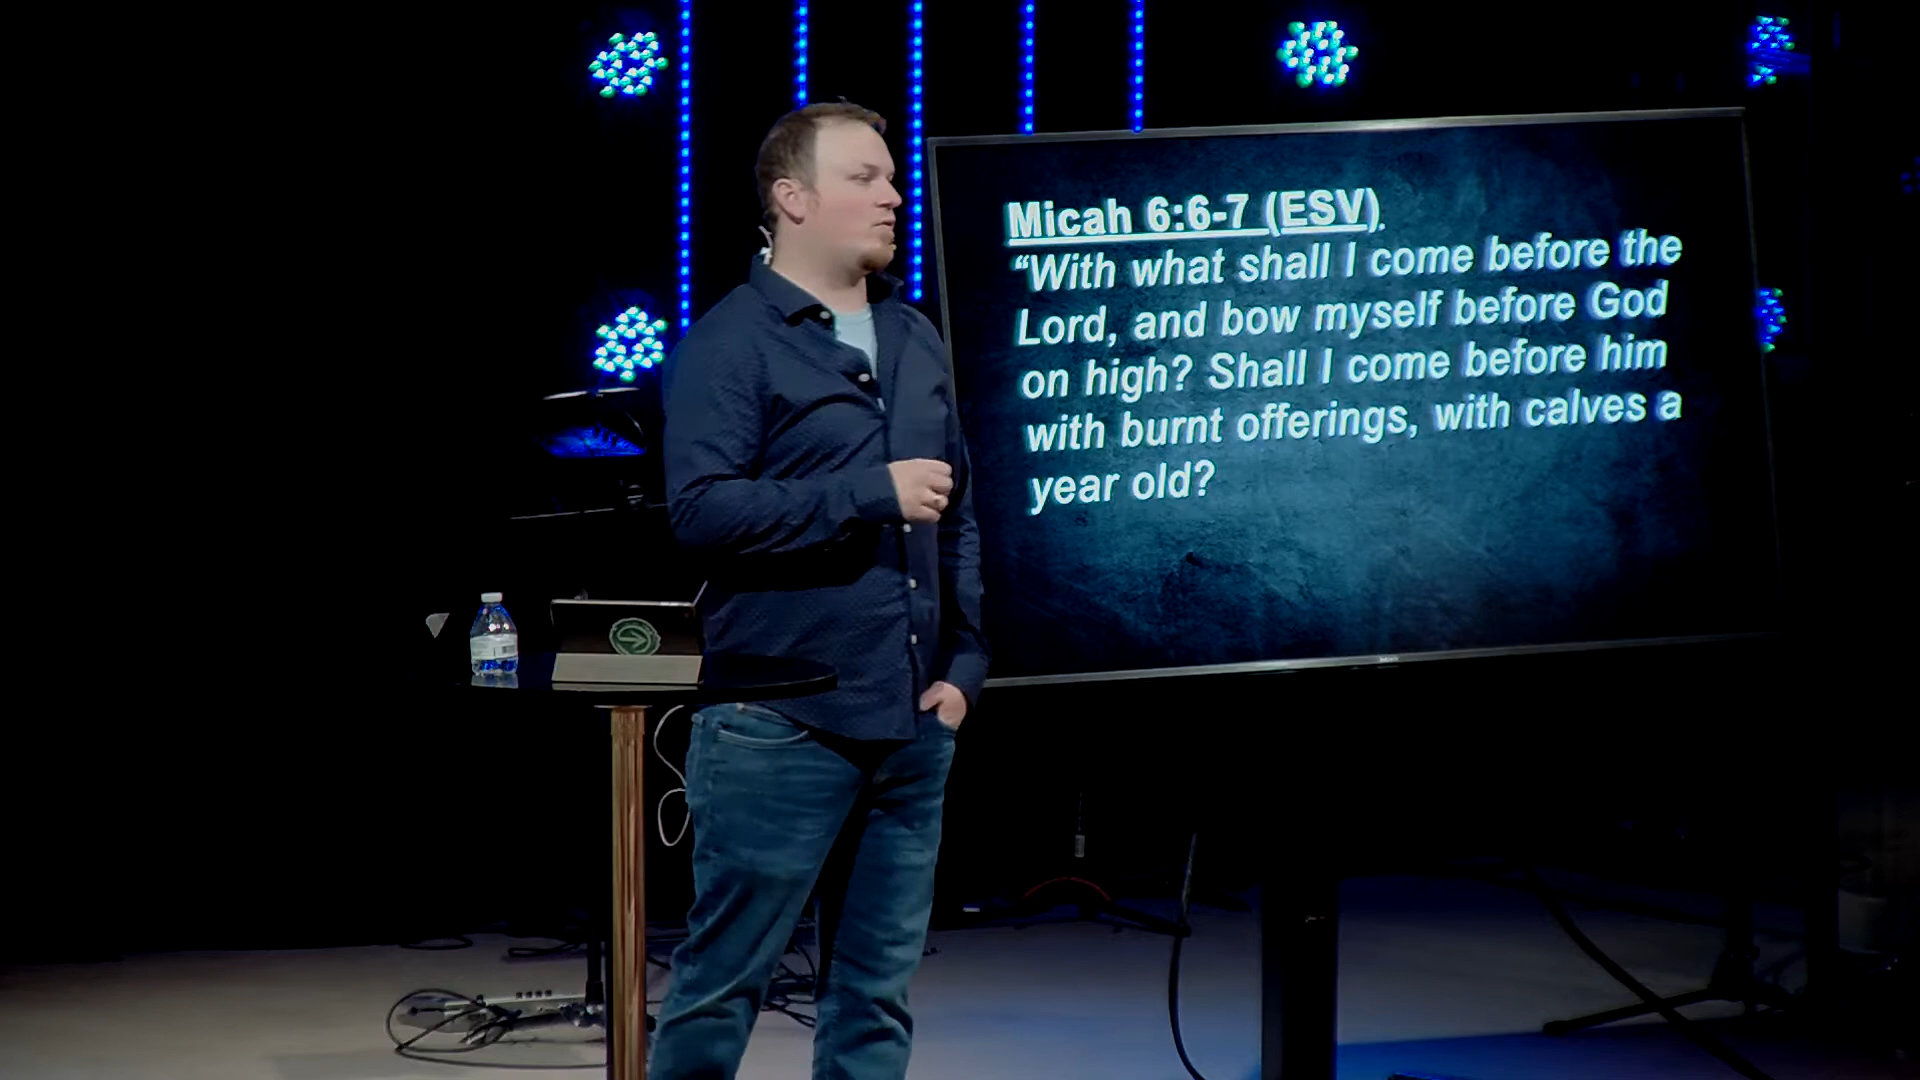 Micah 6:6-7 (ESV)
“With what shall I come before the
Lord, and bow myself before God
on high? Shall I come before him
with burnt offerings, with calves a
year old?